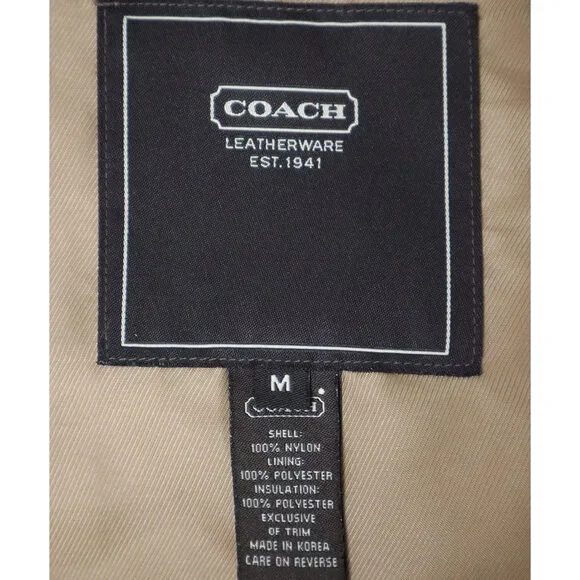 COACH
LEATHERWARE
EST. 1941
M
COACH
SHELL:
100% NYLON
LINING:
100% POLYESTER
INSULATION:
100% POLYESTER
EXCLUSIVE
OF TRIM
MADE IN KOREA
CARE ON REVERSE